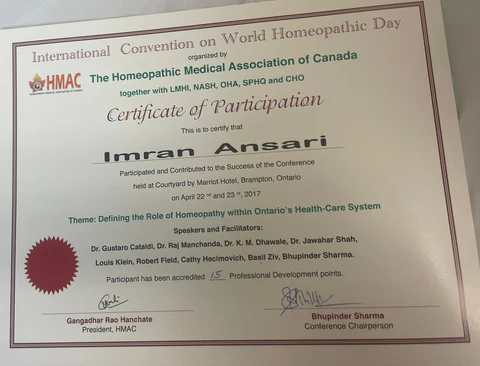 International Convention on World Homeopathic Day
organized by
HMAC
The Homeopathic Medical Association of Canada
together with LMHI, NASH, OHA, SPHQ and CHO
Certificate of Participation
This is to certify that
Imran Ansari
Participated and Contributed to the Success of the Conference
held at Courtyard by Marriot Hotel, Brampton, Ontario
on April 22 nd and 23 rd, 2017
Theme: Defining the Role of Homeopathy within Ontario's Health-Care System
Speakers and Facilitators:
Dr. Gustaro Cataldi, Dr. Raj Manchanda, Dr. K. M. Dhawale, Dr. Jawahar Shah,
Louis Klein, Robert Field, Cathy Hecimovich, Basil Ziv, Bhupinder Sharma.
Participant has been accredited 15 Professional Development points.
Gangadhar Rao Hanchate
President, HMAC
Bhupinder Sharma
Conference Chairperson